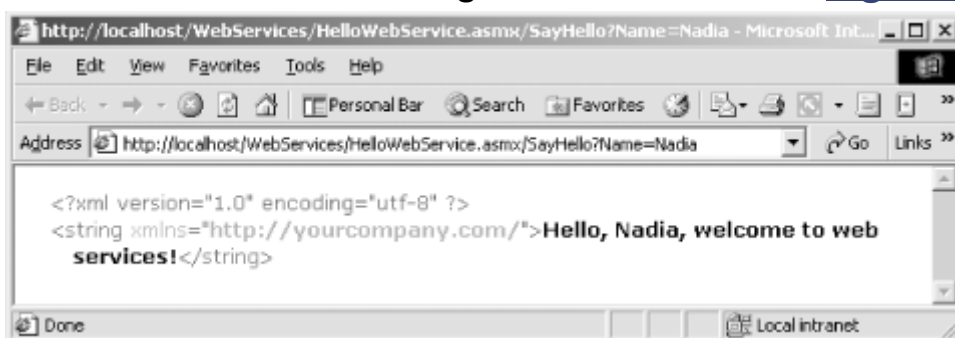 http://localhost/WebServices/HelloWebService.asmx/SayHello?Name=Nadia - Microsoft Int...
File Edit View Favorites Tools Help
Back Personal Bar Search Favorites »
Address http://localhost/WebServices/HelloWebService.asmx/SayHello?Name=Nadia Go Links »
<?xml version="1.0" encoding="utf-8" ?>
<string xmlns="http://yourcompany.com/">Hello, Nadia, welcome to web
services!</string>
Done Local intranet